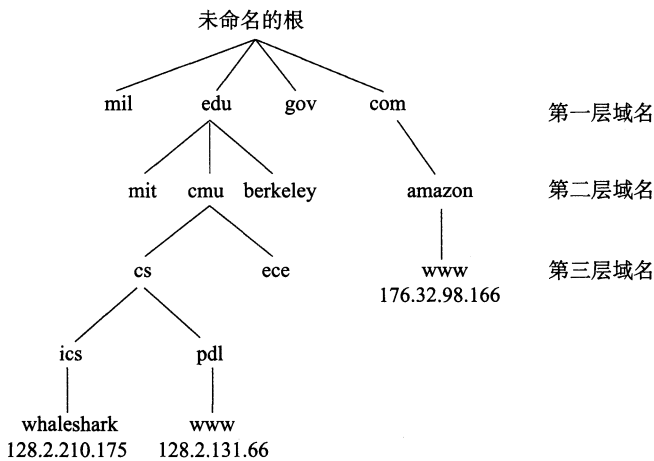 未命名的根
mil edu gov com 第一层域名
mit cmu berkeley amazon 第二层域名
cs ece www 第三层域名
176.32.98.166
ics pdl
whaleshark www
128.2.210.175 128.2.131.66